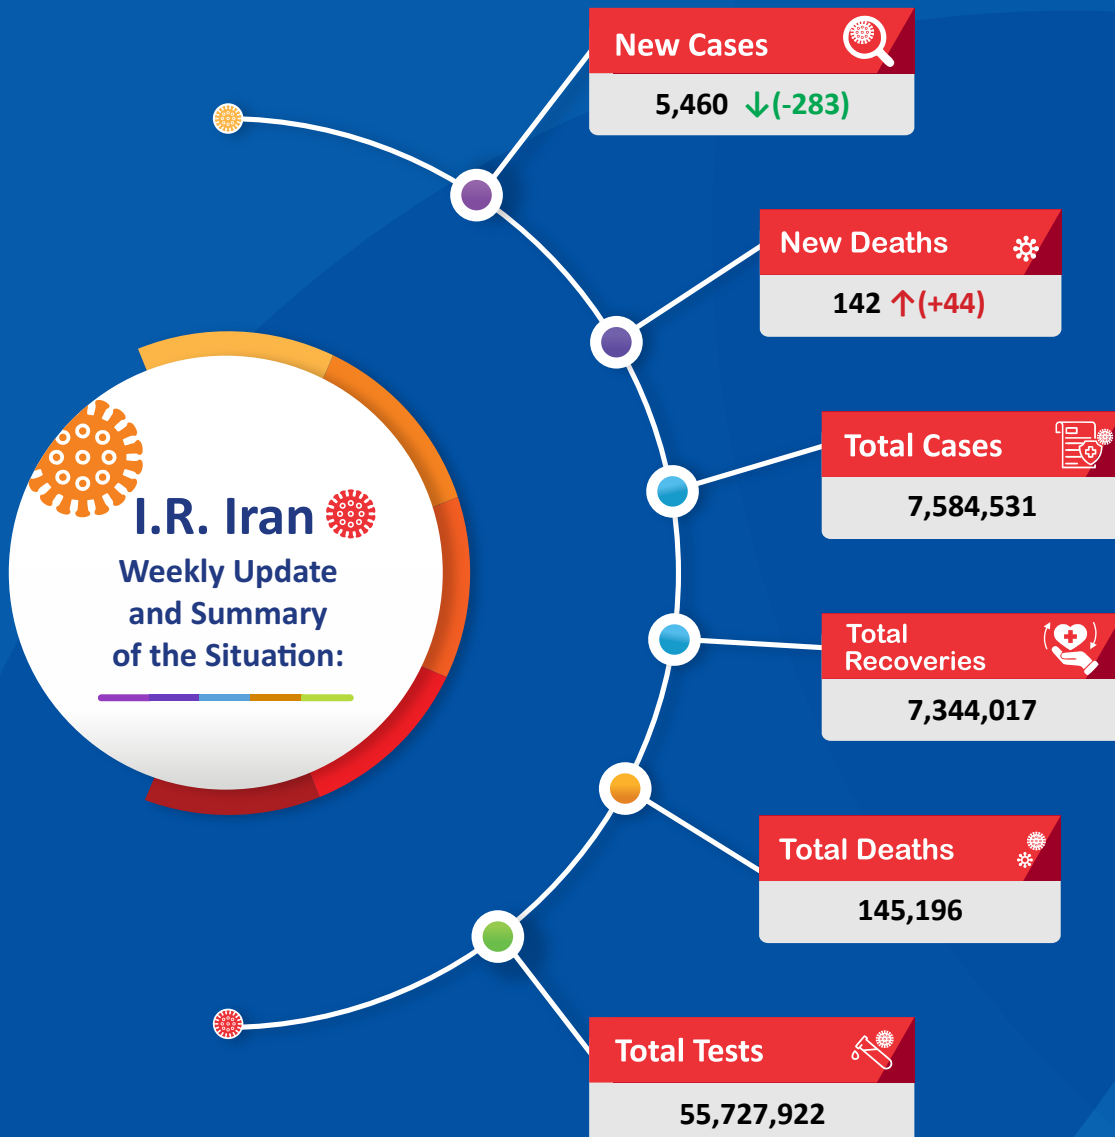 New Cases
5,460 ↓(-283)
New Deaths
142 ↑(+44)
Total Cases
7,584,531
I.R. Iran
Weekly Update
and Summary
of the Situation:
Total
Recoveries
7,344,017
Total Deaths
145,196
Total Tests
55,727,922